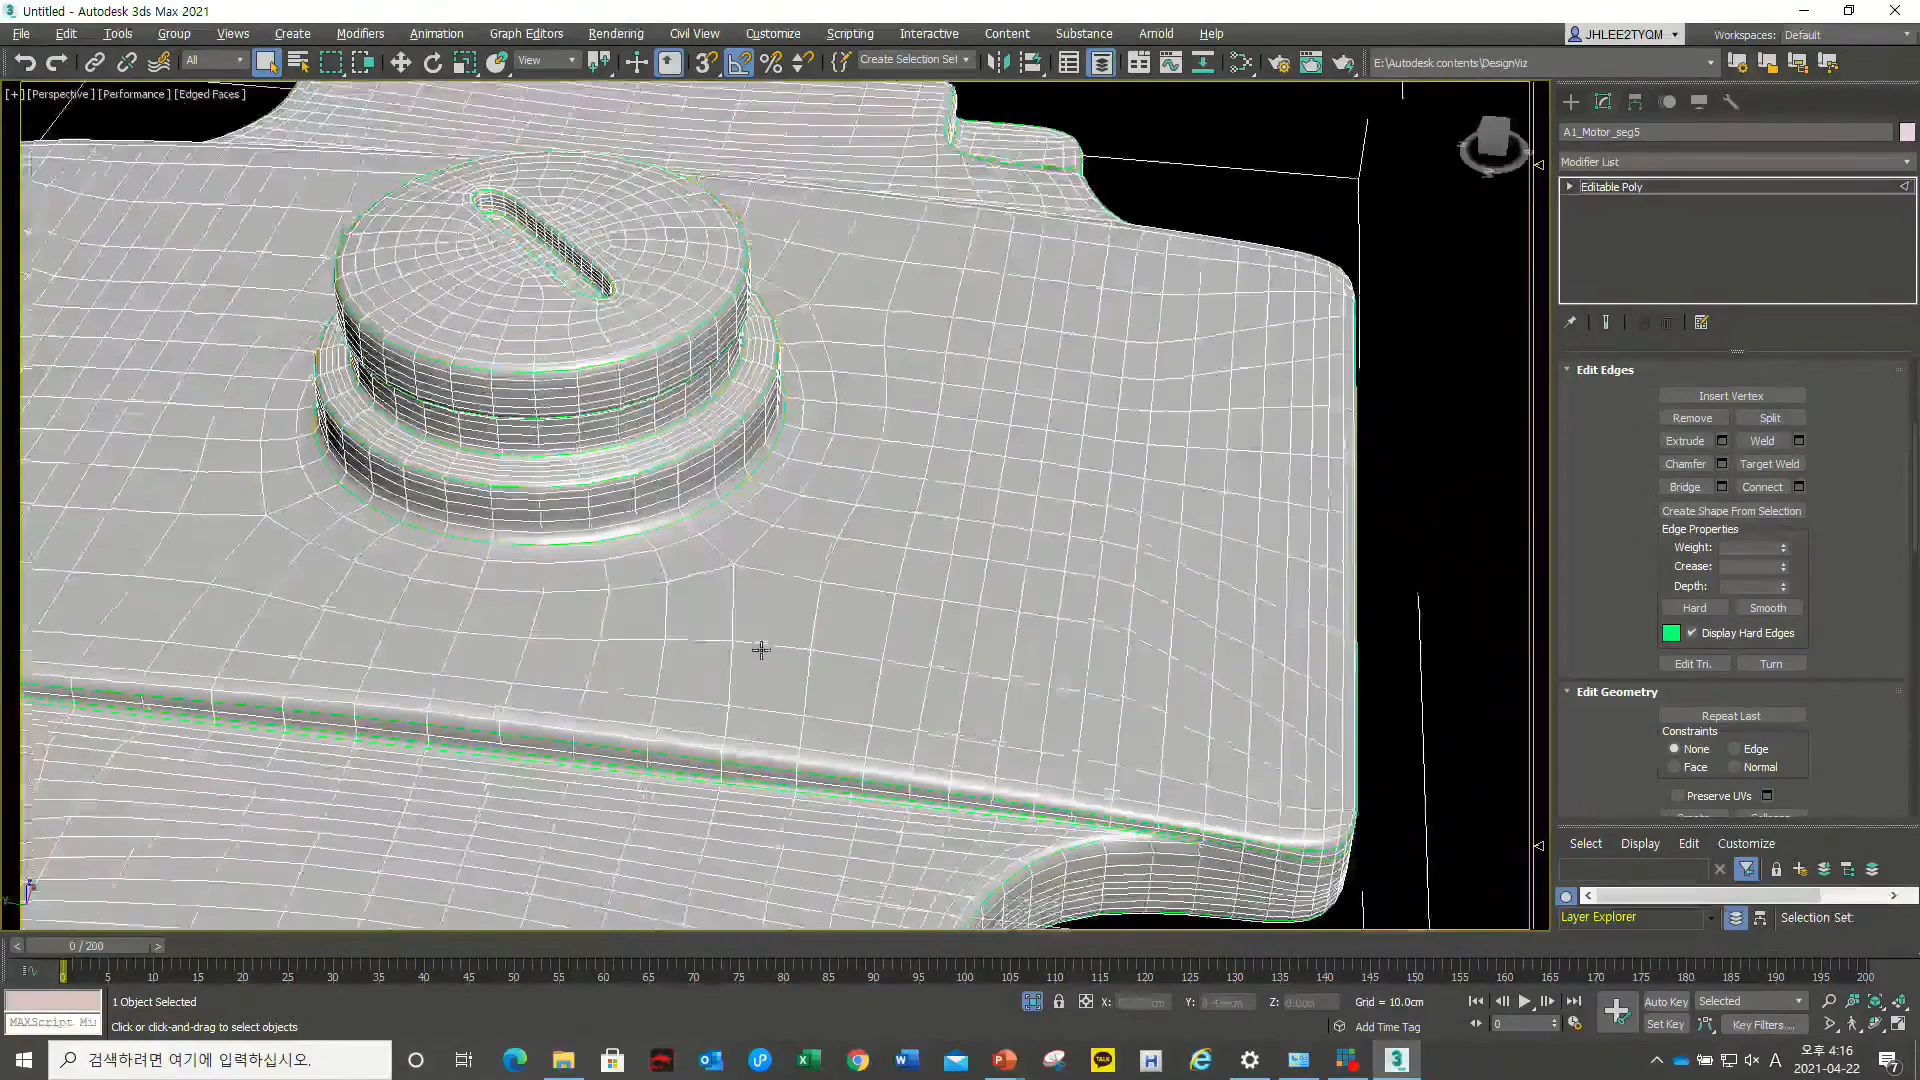 Untitled - Autodesk 3ds Max 2021
File Edit Tools Group Views Create Modifiers Animation Graph Editors Rendering Civil View Customize Scripting Interactive Content Substance Arnold Help
JHLEE2TYQM
Workspaces: Default
All
View
Create Selection Set
E:\Autodesk contents\DesignViz
[+] [Perspective] [Performance] [Edged Faces]
A1_Motor_seg5
Modifier List
Editable Poly
Edit Edges
Insert Vertex
Remove Split
Extrude Weld
Chamfer Target Weld
Bridge Connect
Create Shape From Selection
Edge Properties
Weight:
Crease:
Depth:
Hard Smooth
Display Hard Edges
Edit Tri. Turn
Edit Geometry
Repeat Last
Constraints
None Edge
Face Normal
Preserve UVs
Select Display Edit Customize
Layer Explorer
Selection Set:
0 / 200
0 5 10 15 20 25 30 35 40 45 50 55 60 65 70 75 80 85 90 95 100 105 110 115 120 125 130 135 140 145 150 155 160 165 170 175 180 185 190 195 200
1 Object Selected
X: Y: Z: Grid = 10.0cm
Auto Key Selected
MAXScript Mi
Click or click-and-drag to select objects
Add Time Tag
0
Set Key Key Filters...
검색하려면 여기에 입력하십시오.
TALK
A
오후 4:16
2021-04-22
7